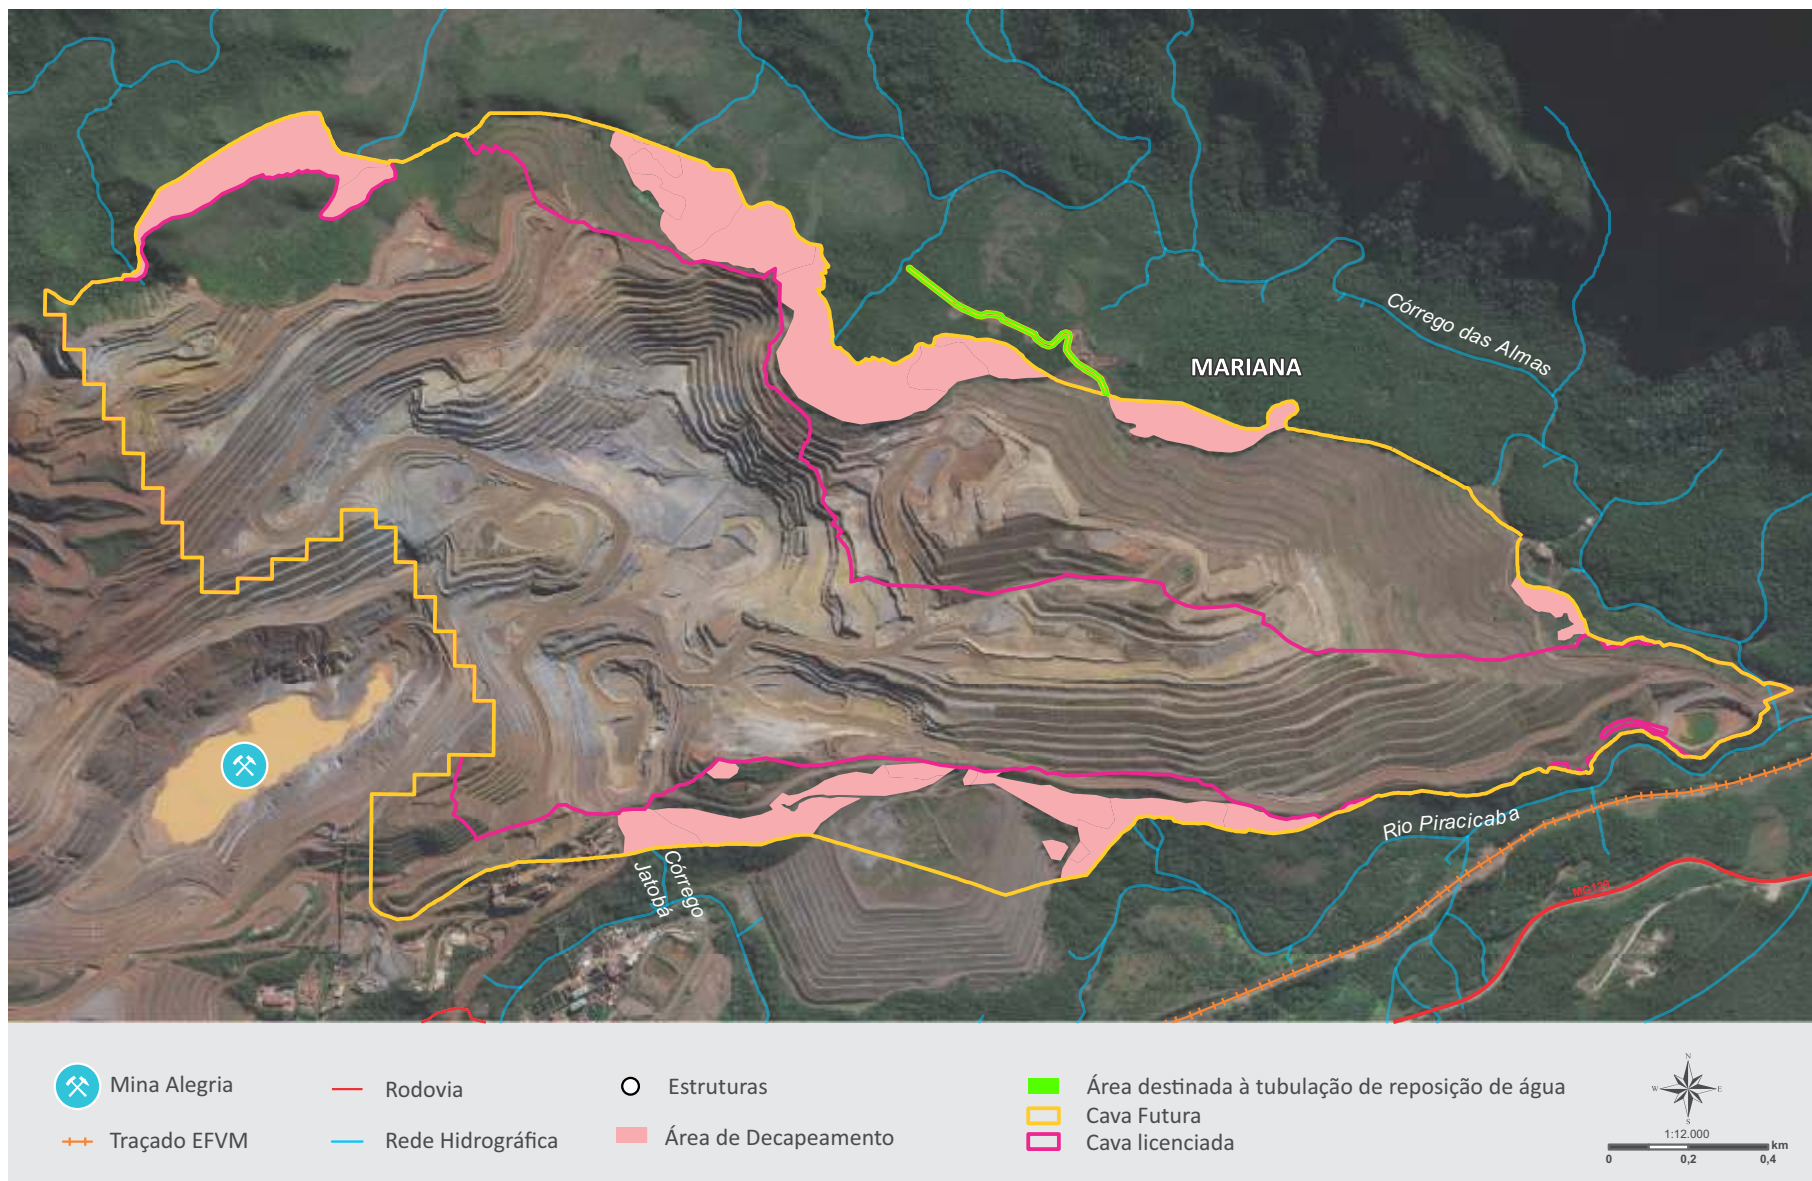 MARIANA
Córrego das Almas
Rio Piracicaba
Córrego
Jatobá
MG129
Mina Alegria
Rodovia
Estruturas
Área destinada à tubulação de reposição de água
Cava Futura
Traçado EFVM
Rede Hidrográfica
Área de Decapeamento
Cava licenciada
N
W
E
S
1:12.000
km
0
0,2
0,4